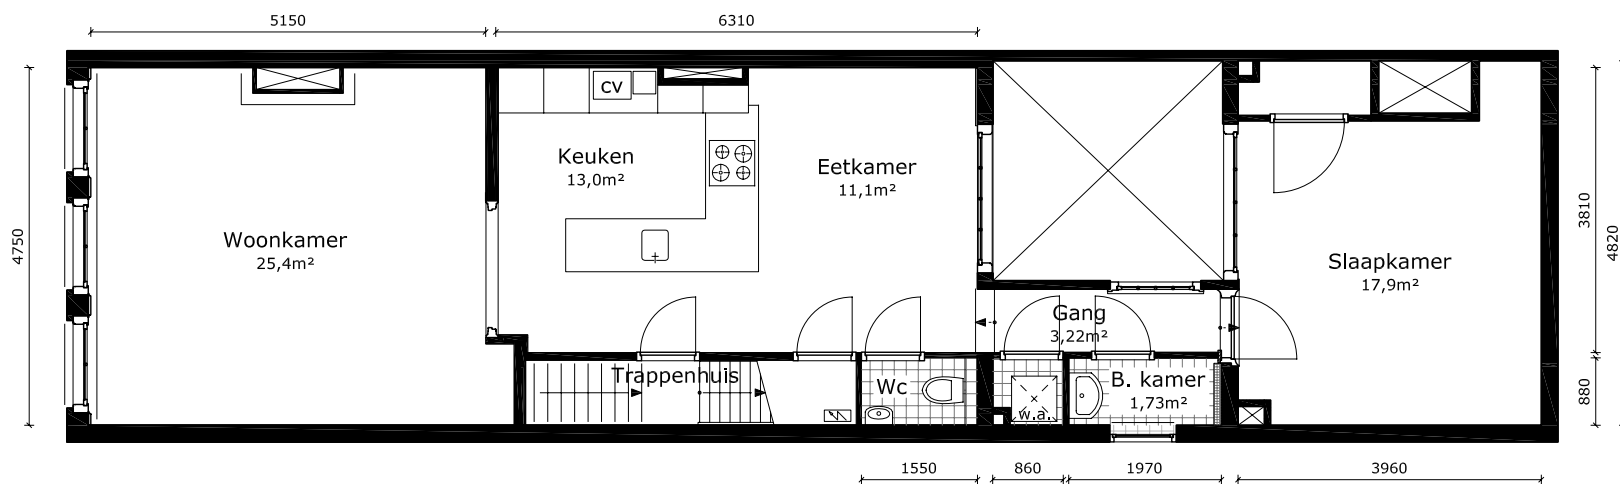 5150
6310
CV
Keuken
13,0m²
Eetkamer
11,1m²
Woonkamer
25,4m²
4750
3810
4820
Slaapkamer
17,9m²
Gang
3,22m²
Trappenhuis
Wc
w.a.
B. kamer
1,73m²
880
1550
860
1970
3960